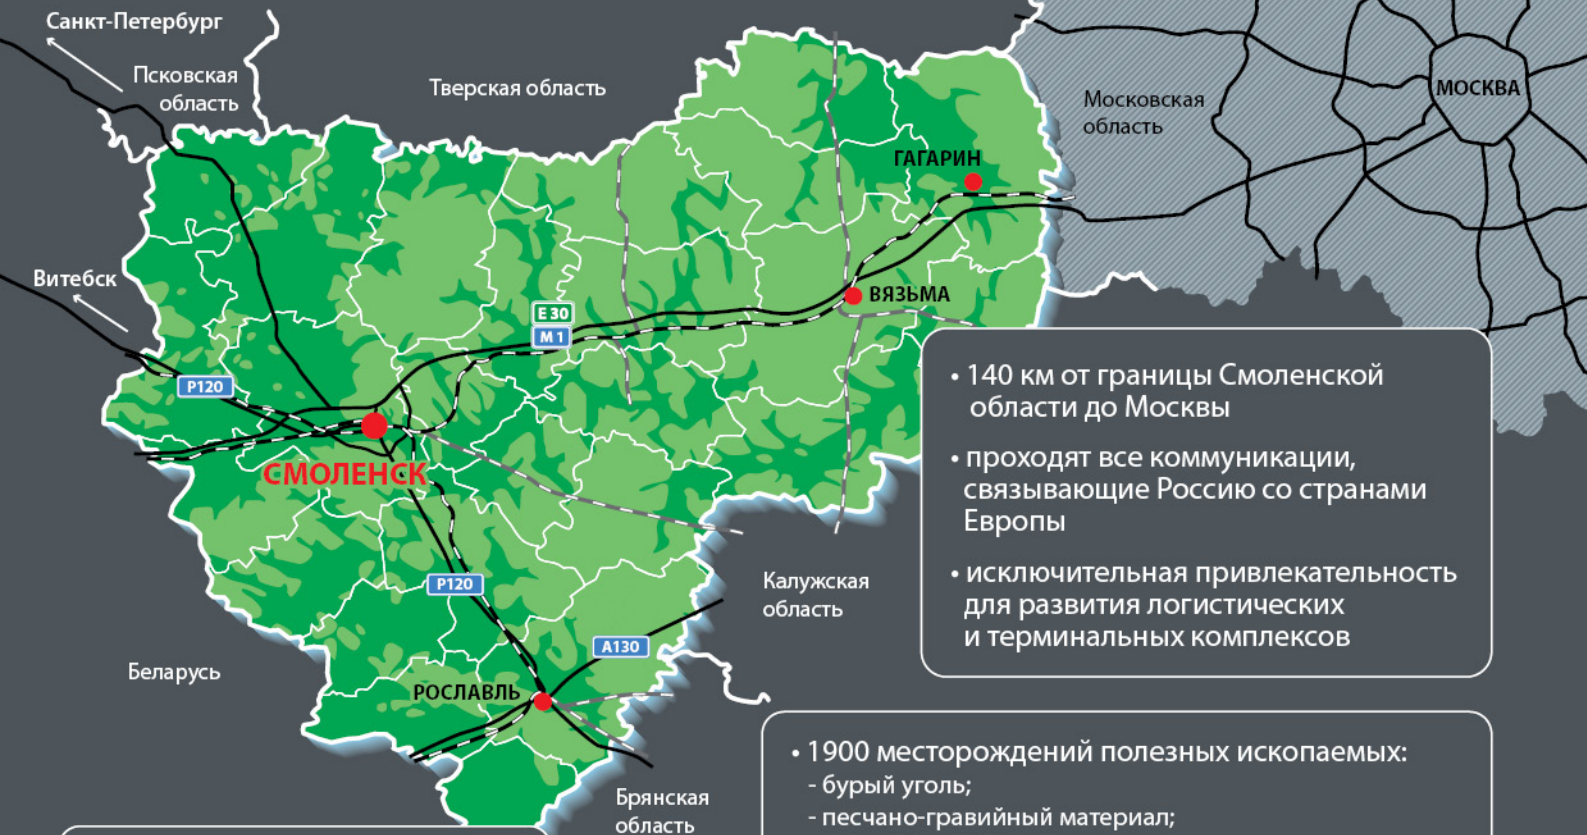 Санкт-Петербург
Псковская
область
Тверская область
Московская
область
МОСКВА
ГАГАРИН
Витебск
ВЯЗЬМА
E 30
M 1
P120
СМОЛЕНСК
P120
A130
РОСЛАВЛЬ
Беларусь
Калужская
область
Брянская
область
• 140 км от границы Смоленской
области до Москвы
• проходят все коммуникации,
связывающие Россию со странами
Европы
• исключительная привлекательность
для развития логистических
и терминальных комплексов
• 1900 месторождений полезных ископаемых:
- бурый уголь;
- песчано-гравийный материал;